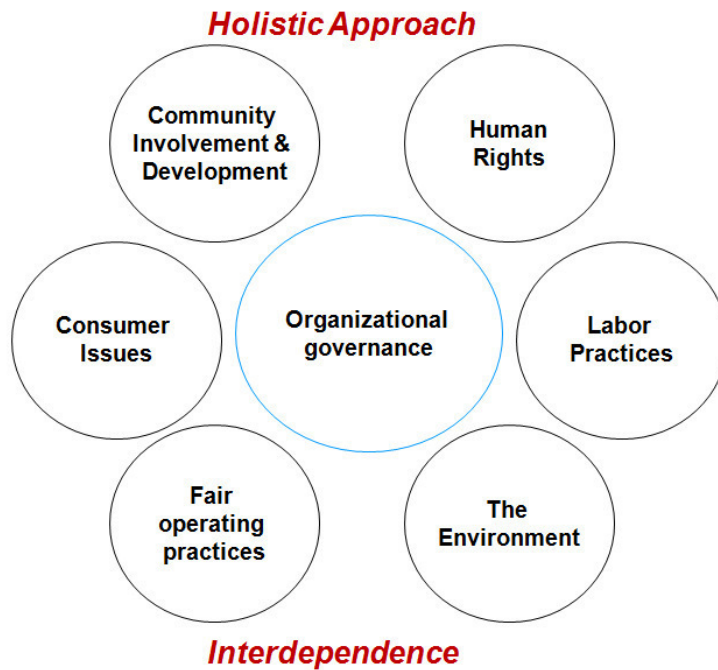 Holistic Approach
Community
Involvement &
Development
Human
Rights
Consumer
Issues
Organizational
governance
Labor
Practices
Fair
operating
practices
The
Environment
Interdependence